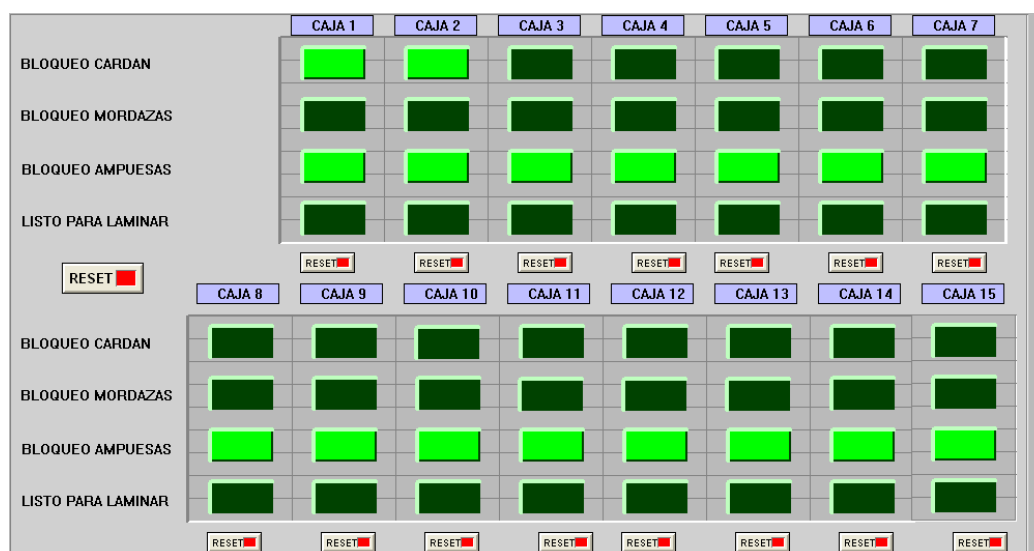 CAJA 1 CAJA 2 CAJA 3 CAJA 4 CAJA 5 CAJA 6 CAJA 7
BLOQUEO CARDAN
BLOQUEO MORDAZAS
BLOQUEO AMPUESAS
LISTO PARA LAMINAR
RESET RESET RESET RESET RESET RESET RESET
RESET
CAJA 8 CAJA 9 CAJA 10 CAJA 11 CAJA 12 CAJA 13 CAJA 14 CAJA 15
BLOQUEO CARDAN
BLOQUEO MORDAZAS
BLOQUEO AMPUESAS
LISTO PARA LAMINAR
RESET RESET RESET RESET RESET RESET RESET RESET